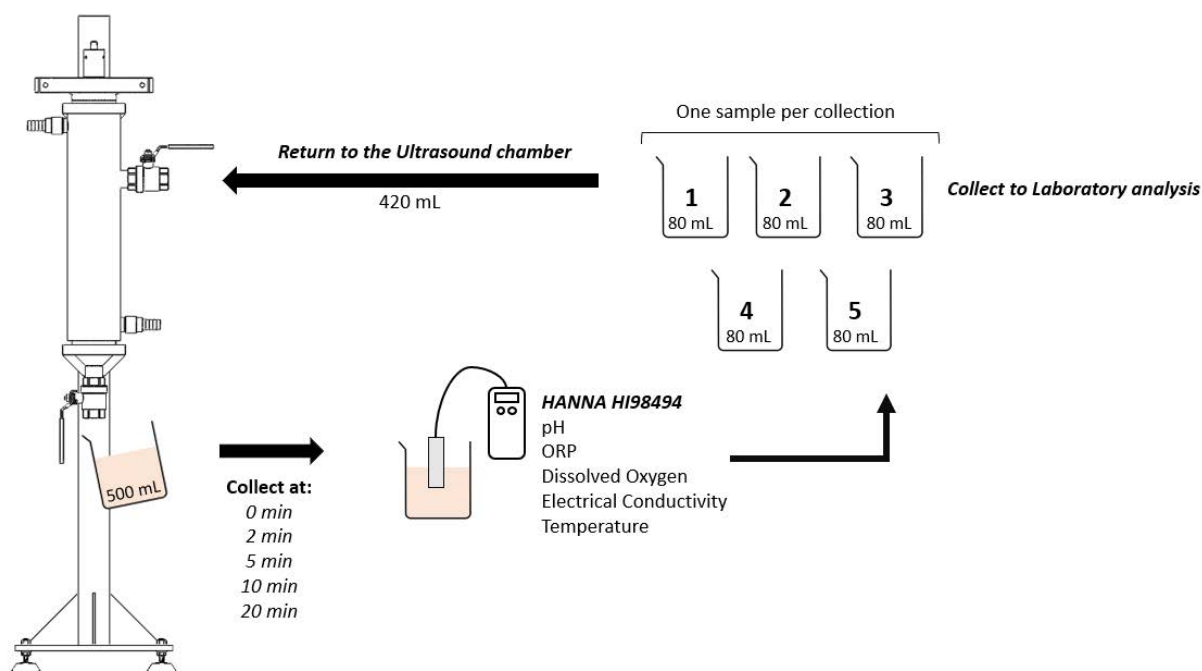 One sample per collection
Return to the Ultrasound chamber
420 mL
1
80 mL
2
80 mL
3
80 mL
Collect to Laboratory analysis
4
80 mL
5
80 mL
500 mL
Collect at:
0 min
2 min
5 min
10 min
20 min
HANNA HI98494
pH
ORP
Dissolved Oxygen
Electrical Conductivity
Temperature